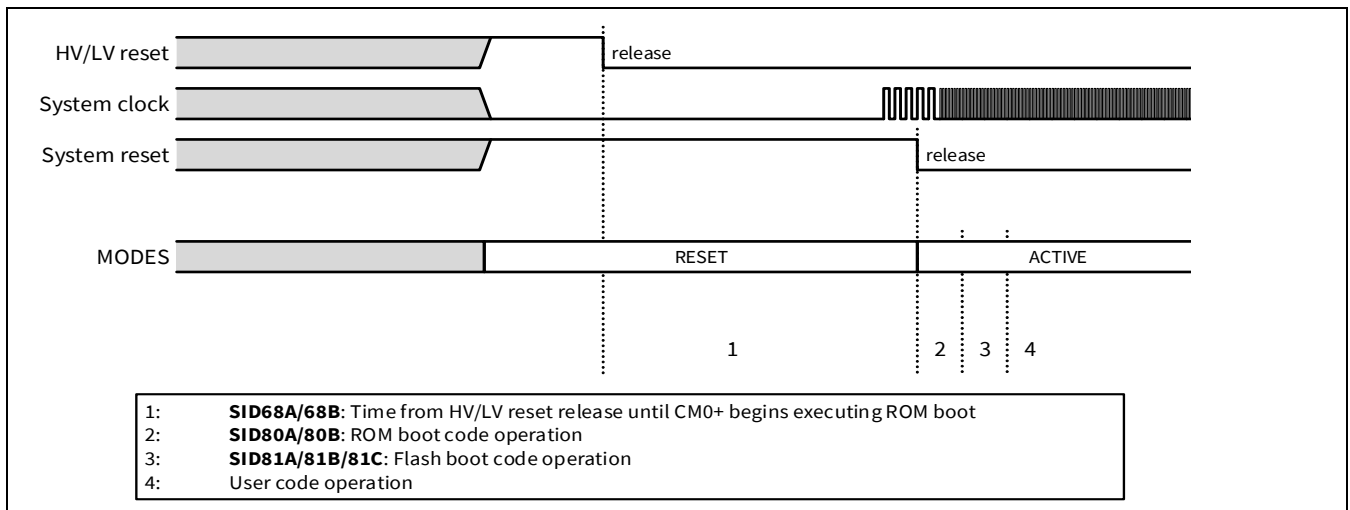 HV/LV reset
release
System clock
System reset
release
MODES
RESET
ACTIVE
1
2
3
4
1: SID68A/68B: Time from HV/LV reset release until CM0+ begins executing ROM boot
2: SID80A/80B: ROM boot code operation
3: SID81A/81B/81C: Flash boot code operation
4: User code operation